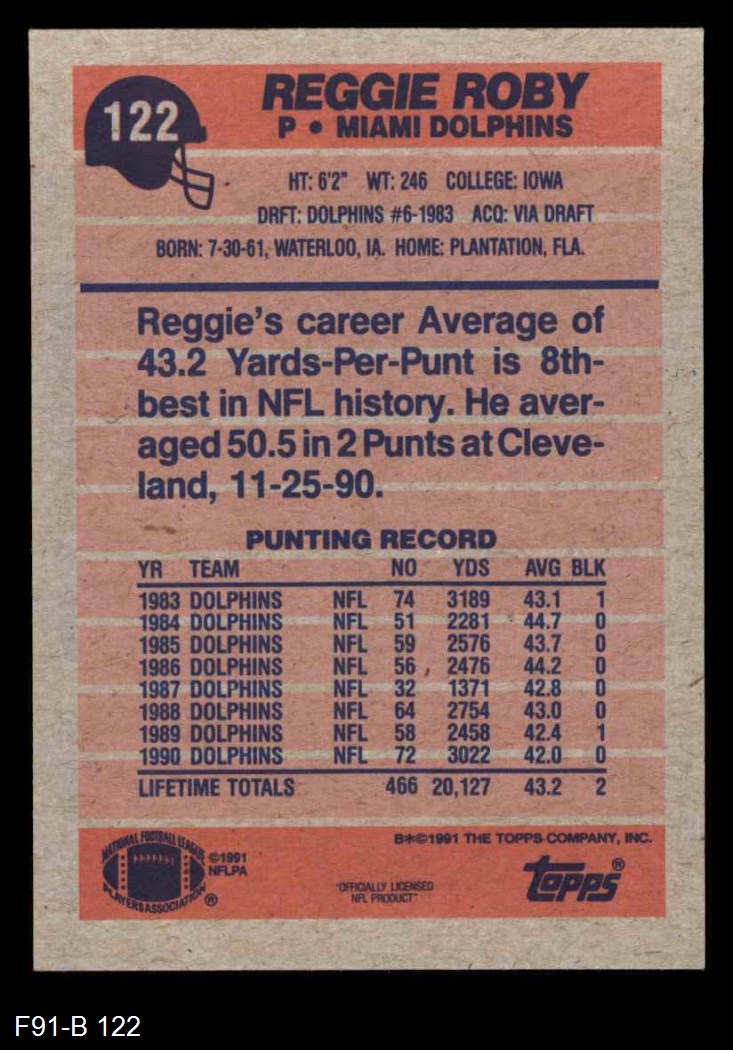 122
REGGIE ROBY
P • MIAMI DOLPHINS
HT: 6'2" WT: 246 COLLEGE: IOWA
DRFT: DOLPHINS #6-1983 ACQ: VIA DRAFT
BORN: 7-30-61, WATERLOO, IA. HOME: PLANTATION, FLA.
Reggie's career Average of
43.2 Yards-Per-Punt is 8th-
best in NFL history. He aver-
aged 50.5 in 2 Punts at Cleve-
land, 11-25-90.
PUNTING RECORD
YR TEAM NO YDS AVG BLK
1983 DOLPHINS NFL 74 3189 43.1 1
1984 DOLPHINS NFL 51 2281 44.7 0
1985 DOLPHINS NFL 59 2576 43.7 0
1986 DOLPHINS NFL 56 2476 44.2 0
1987 DOLPHINS NFL 32 1371 42.8 0
1988 DOLPHINS NFL 64 2754 43.0 0
1989 DOLPHINS NFL 58 2458 42.4 1
1990 DOLPHINS NFL 72 3022 42.0 0
LIFETIME TOTALS 466 20,127 43.2 2
B*©1991 THE TOPPS COMPANY, INC.
NATIONAL FOOTBALL LEAGUE
PLAYERS ASSOCIATION ®
©1991
NFLPA
"OFFICIALLY LICENSED
NFL PRODUCT"
topps®
F91-B 122